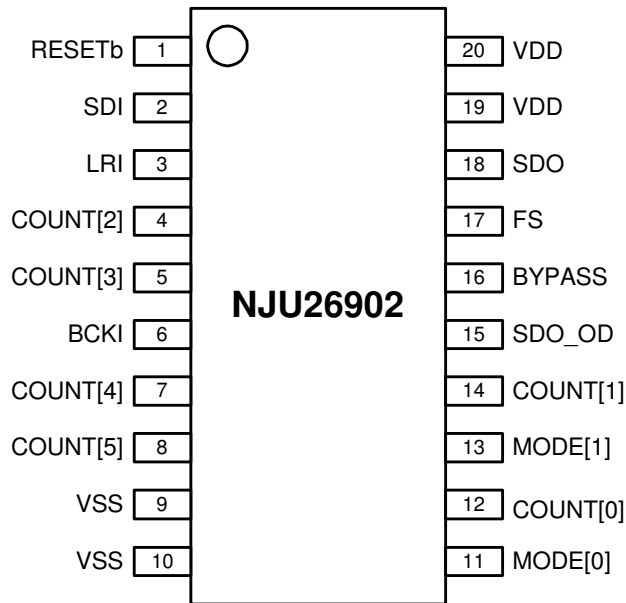 RESETb 1 20 VDD
SDI 2 19 VDD
LRI 3 18 SDO
COUNT[2] 4 17 FS
COUNT[3] 5 16 BYPASS
NJU26902
BCKI 6 15 SDO_OD
COUNT[4] 7 14 COUNT[1]
COUNT[5] 8 13 MODE[1]
VSS 9 12 COUNT[0]
VSS 10 11 MODE[0]